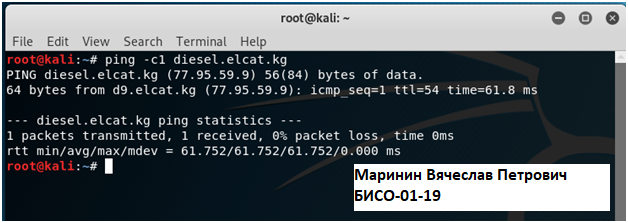 root@kali: ~
File Edit View Search Terminal Help
root@kali:~# ping -c1 diesel.elcat.kg
PING diesel.elcat.kg (77.95.59.9) 56(84) bytes of data.
64 bytes from d9.elcat.kg (77.95.59.9): icmp_seq=1 ttl=54 time=61.8 ms
--- diesel.elcat.kg ping statistics ---
1 packets transmitted, 1 received, 0% packet loss, time 0ms
rtt min/avg/max/mdev = 61.752/61.752/61.752/0.000 ms
root@kali:~#
Маринин Вячеслав Петрович
БИСО-01-19